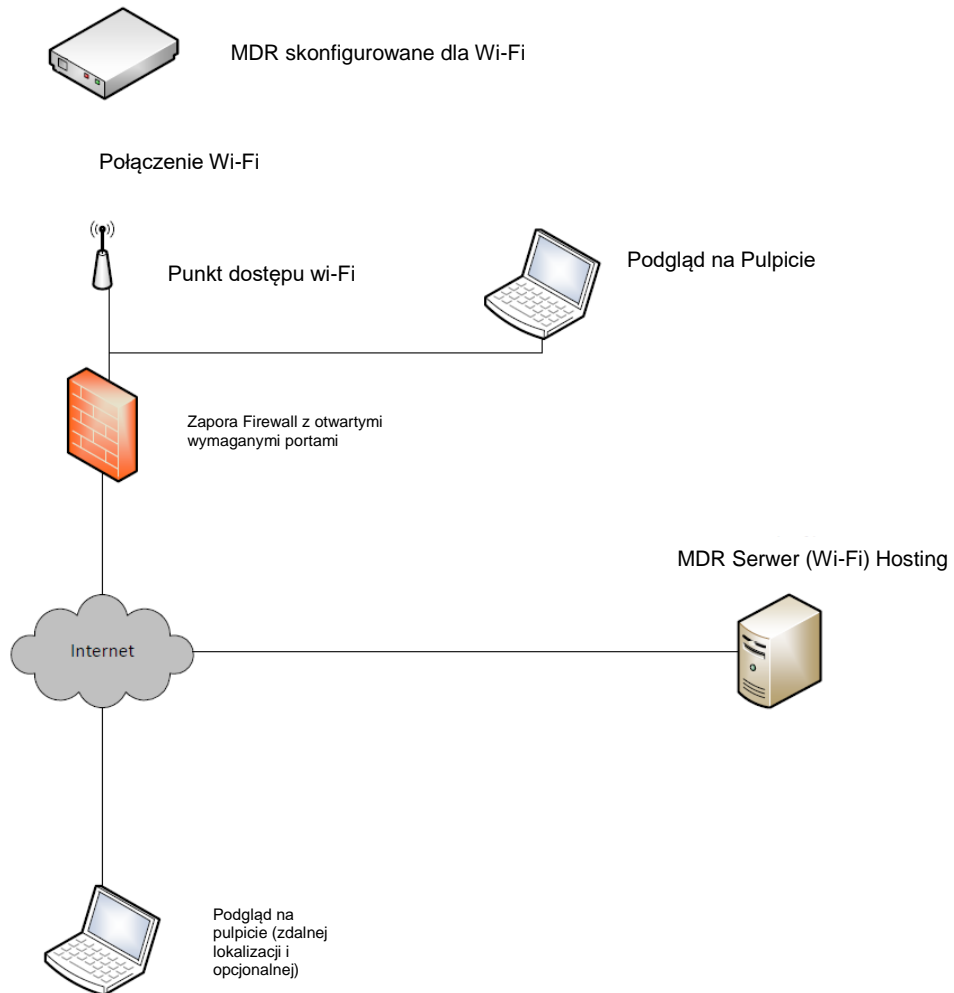 MDR skonfigurowane dla Wi-Fi
Połączenie Wi-Fi
Punkt dostępu wi-Fi
Podgląd na Pulpicie
Zapora Firewall z otwartymi
wymaganymi portami
MDR Serwer (Wi-Fi) Hosting
Internet
Podgląd na
pulpicie (zdalnej
lokalizacji i
opcjonalnej)